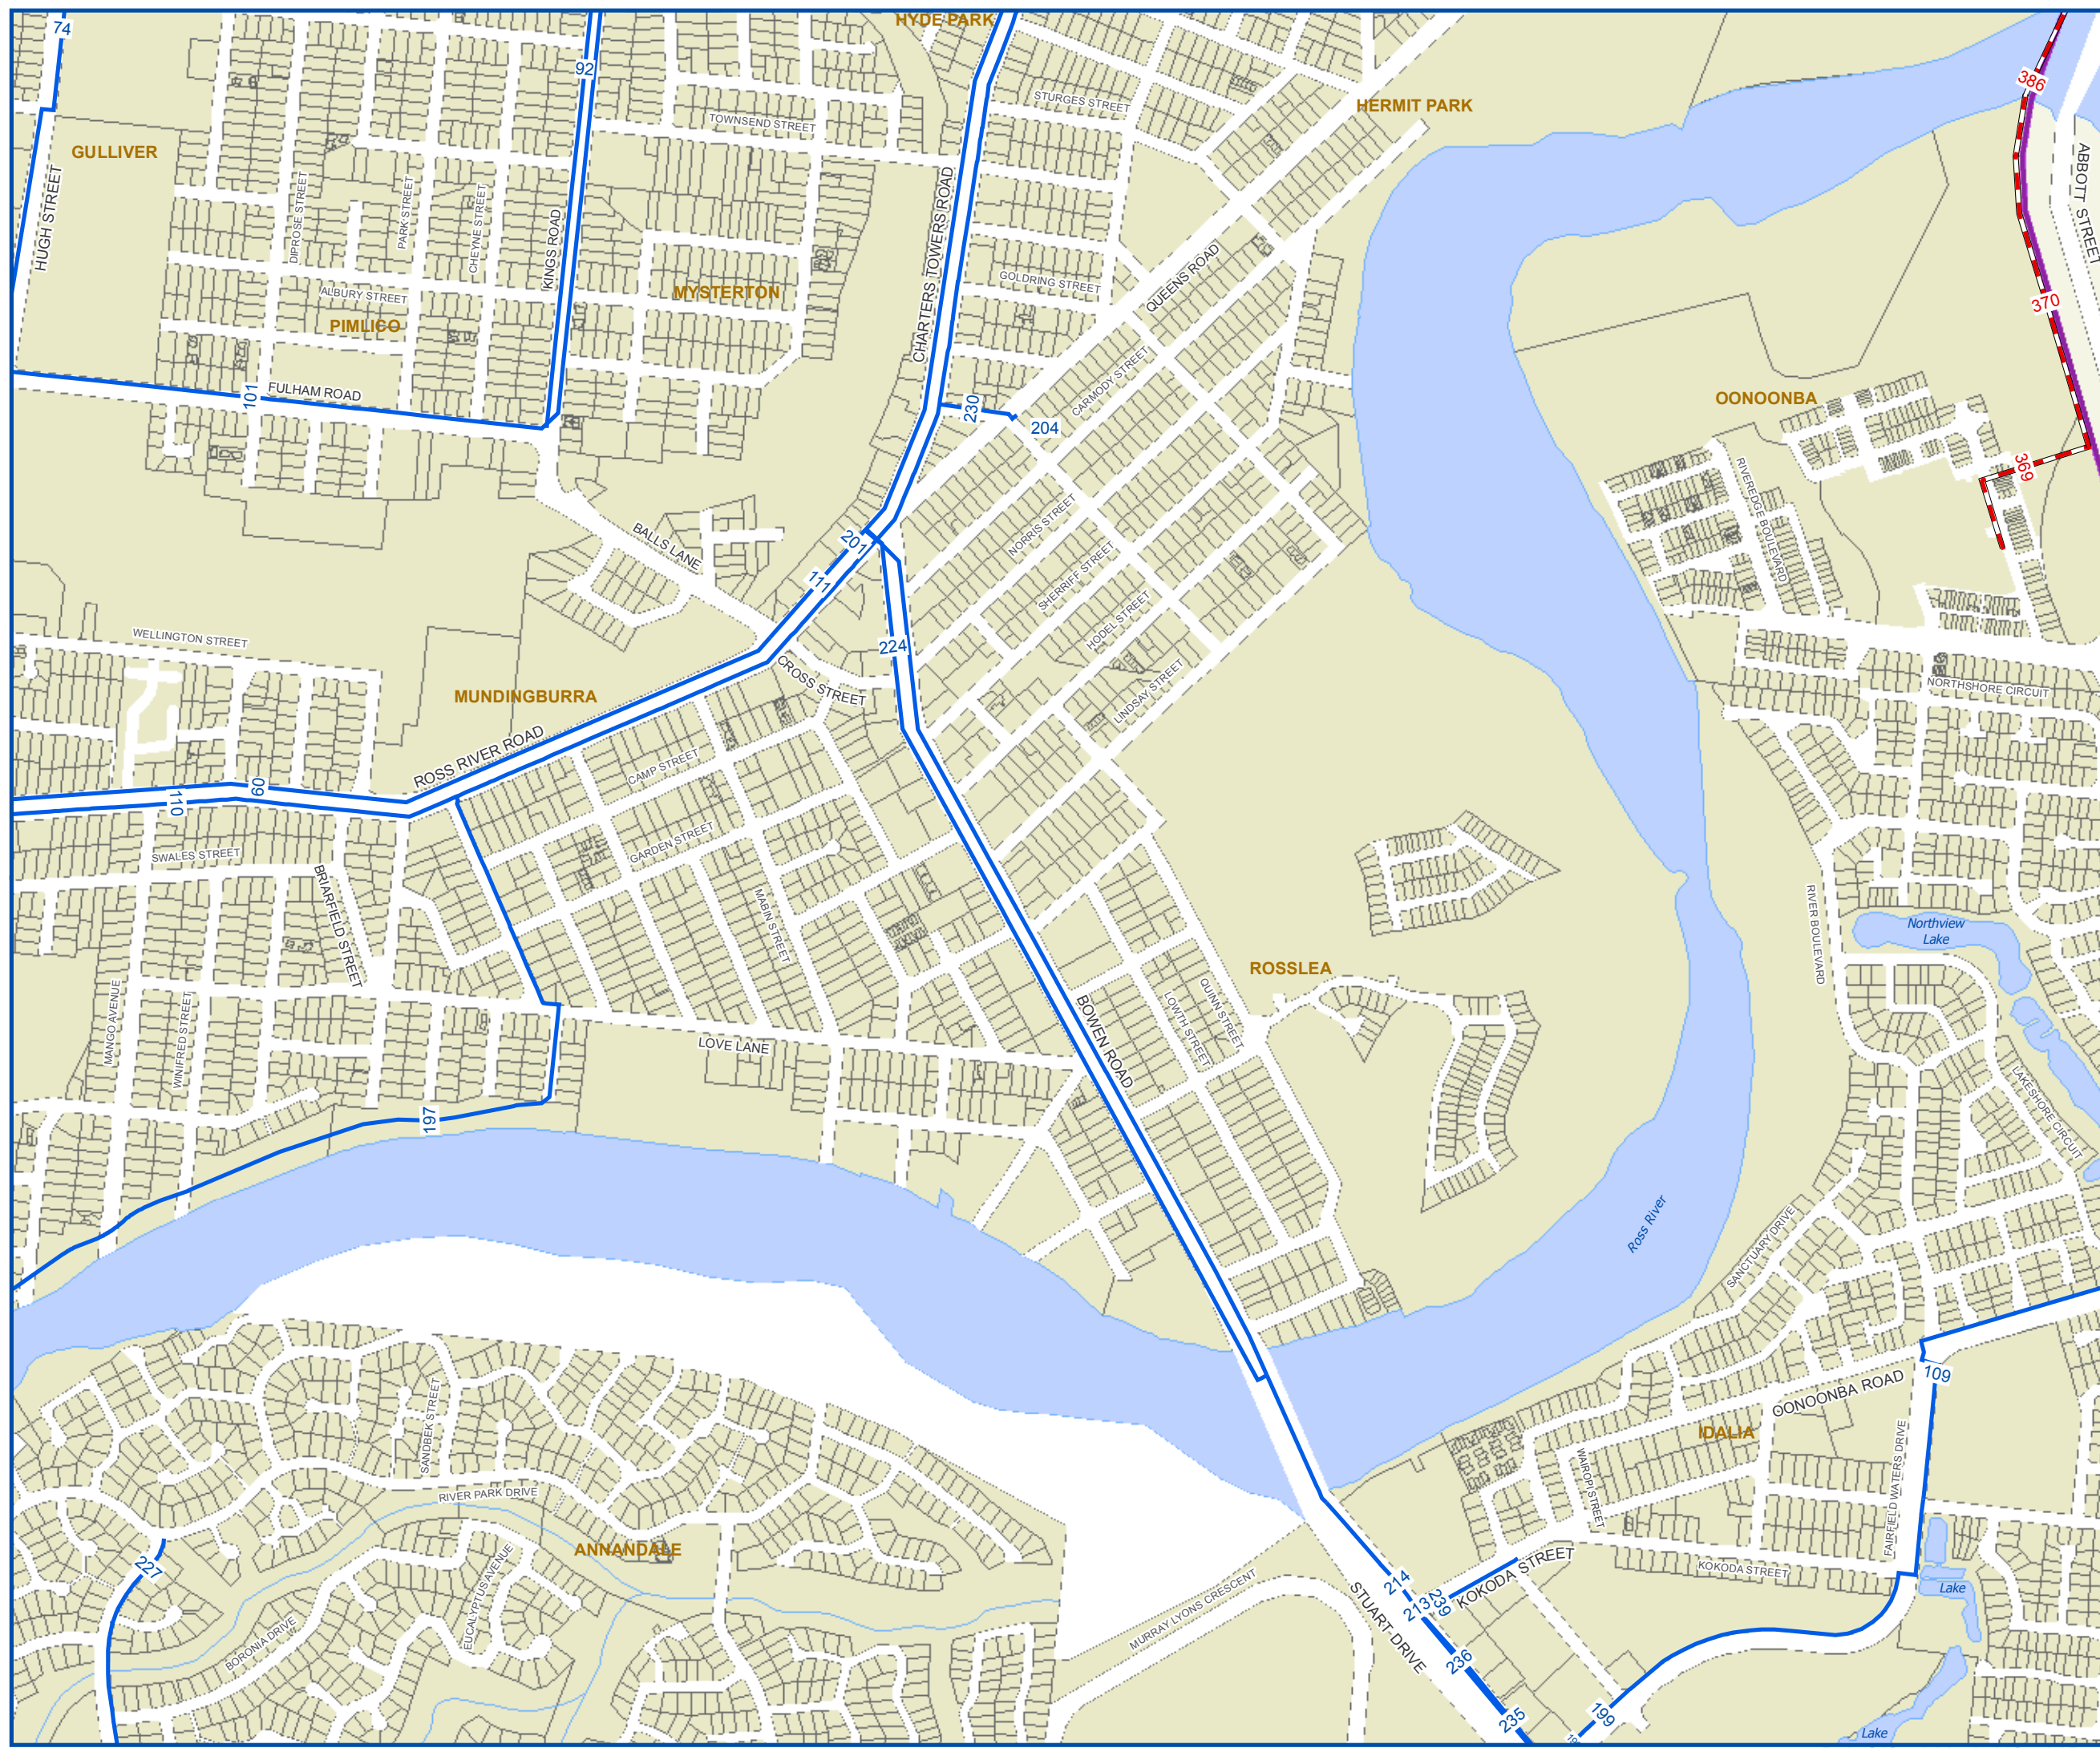 HYDE PARK
74
92
386
STURGES STREET
HERMIT PARK
TOWNSEND STREET
GULLIVER
ABBOTT STREET
HUGH STREET
DIPROSE STREET
PARK STREET
CHEYNE STREET
KINGS ROAD
CHARTERS TOWERS ROAD
QUEENS ROAD
GOLDRING STREET
370
ALBURY STREET
MYSTERTON
PIMLICO
CARMODY STREET
OONOONBA
101
FULHAM ROAD
230
204
369
RIVEREDGE BOULEVARD
NORRIS STREET
BALLS LANE
201
111
SHERRIFF STREET
HODEL STREET
WELLINGTON STREET
224
CROSS STREET
LINDSAY STREET
NORTHSHORE CIRCUIT
MUNDINGBURRA
ROSS RIVER ROAD
CAMP STREET
60
110
GARDEN STREET
SWALES STREET
BRIARFIELD STREET
MABIN STREET
RIVER BOULEVARD
Northview
Lake
ROSSLEA
MANGO AVENUE
WINIFRED STREET
BOWEN ROAD
LOWTH STREET
QUINN STREET
LOVE LANE
LAKESHORE CIRCUIT
197
Ross River
SANCTUARY DRIVE
109
OONOONBA ROAD
IDALIA
SANDBEK STREET
WAIROPI STREET
FAIRFIELD WATERS DRIVE
RIVER PARK DRIVE
ANNANDALE
227
EUCALYPTUS AVENUE
KOKODA STREET
KOKODA STREET
Lake
214
213
239
MURRAY LYONS CRESCENT
STUART DRIVE
BORONIA DRIVE
236
235
199
Lake